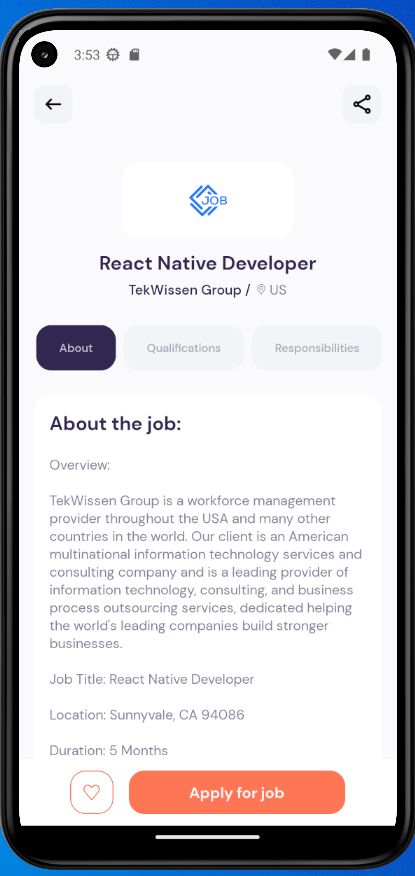 3:53
JOB
React Native Developer
TekWissen Group / US
About Qualifications Responsibilities
About the job:
Overview:
TekWissen Group is a workforce management
provider throughout the USA and many other
countries in the world. Our client is an American
multinational information technology services and
consulting company and is a leading provider of
information technology, consulting, and business
process outsourcing services, dedicated helping
the world's leading companies build stronger
businesses.
Job Title: React Native Developer
Location: Sunnyvale, CA 94086
Duration: 5 Months
Apply for job